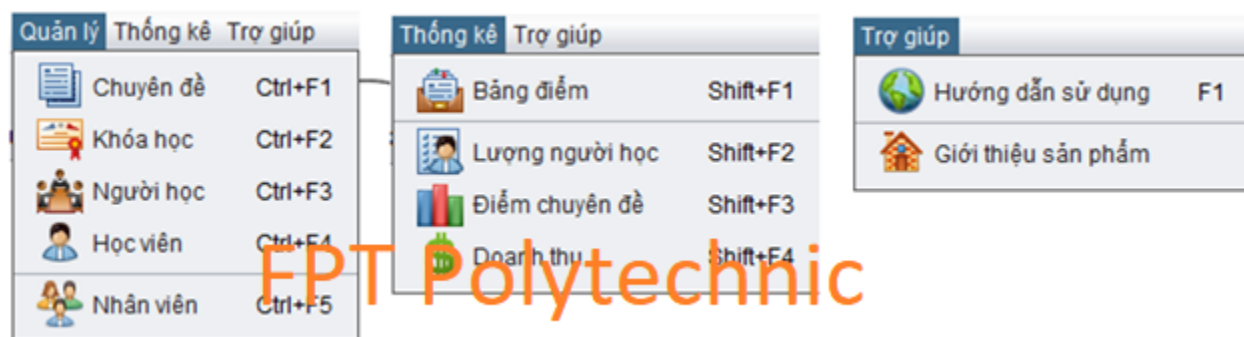 Quản lý Thống kê Trợ giúp
Chuyên đề Ctrl+F1
Khóa học Ctrl+F2
Người học Ctrl+F3
Học viên Ctrl+F4
Nhân viên Ctrl+F5
Thống kê Trợ giúp
Bảng điểm Shift+F1
Lượng người học Shift+F2
Điểm chuyên đề Shift+F3
Doanh thu Shift+F4
Trợ giúp
Hướng dẫn sử dụng F1
Giới thiệu sản phẩm
FPT Polytechnic